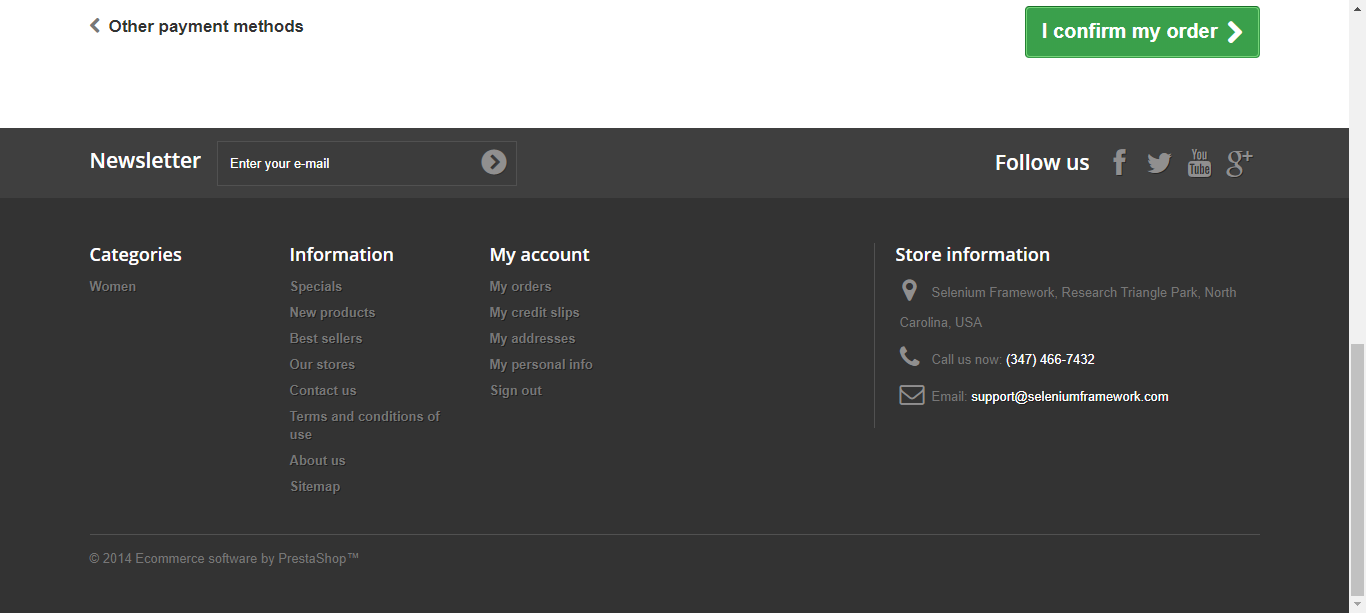 Other payment methods
I confirm my order
Newsletter
Enter your e-mail
Follow us
You
Tube
g+
Categories
Women
Information
Specials
New products
Best sellers
Our stores
Contact us
Terms and conditions of
use
About us
Sitemap
My account
My orders
My credit slips
My addresses
My personal info
Sign out
Store information
Selenium Framework, Research Triangle Park, North
Carolina, USA
Call us now: (347) 466-7432
Email: support@seleniumframework.com
© 2014 Ecommerce software by PrestaShop™